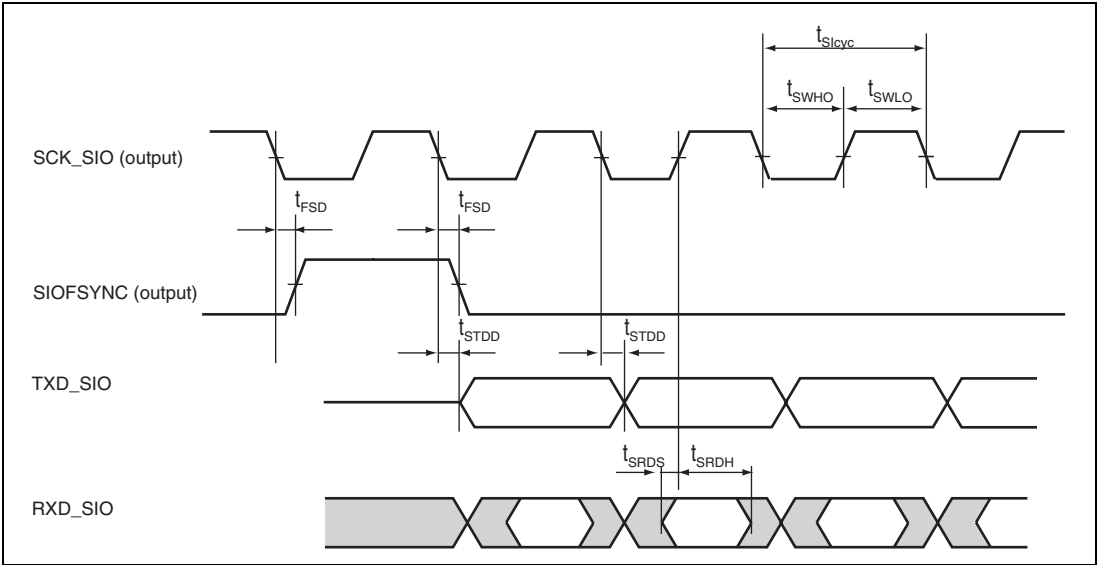 tSIcyc
tSWHO tSWLO
SCK_SIO (output)
tFSD tFSD
SIOFSYNC (output)
tSTDD tSTDD
TXD_SIO
tSRDS tSRDH
RXD_SIO